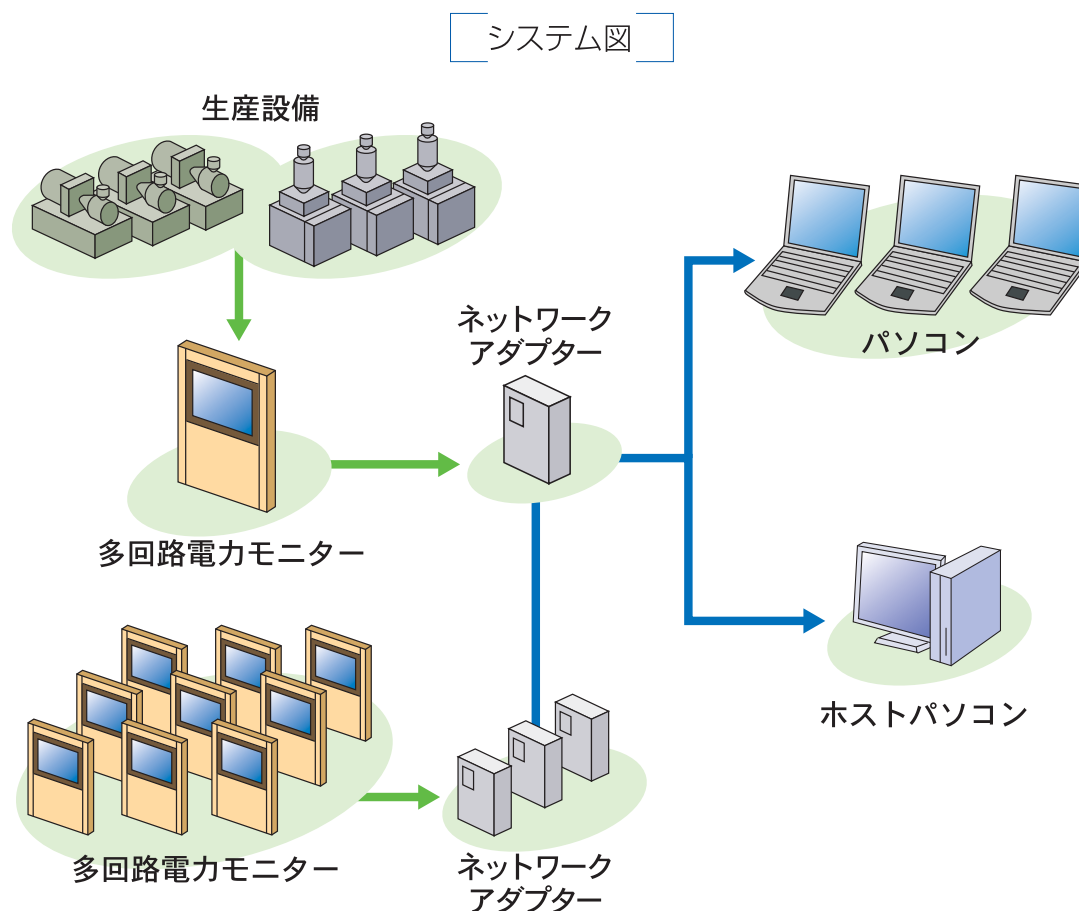 システム図
生産設備
ネットワーク
アダプター
パソコン
多回路電力モニター
ホストパソコン
多回路電力モニター
ネットワーク
アダプター